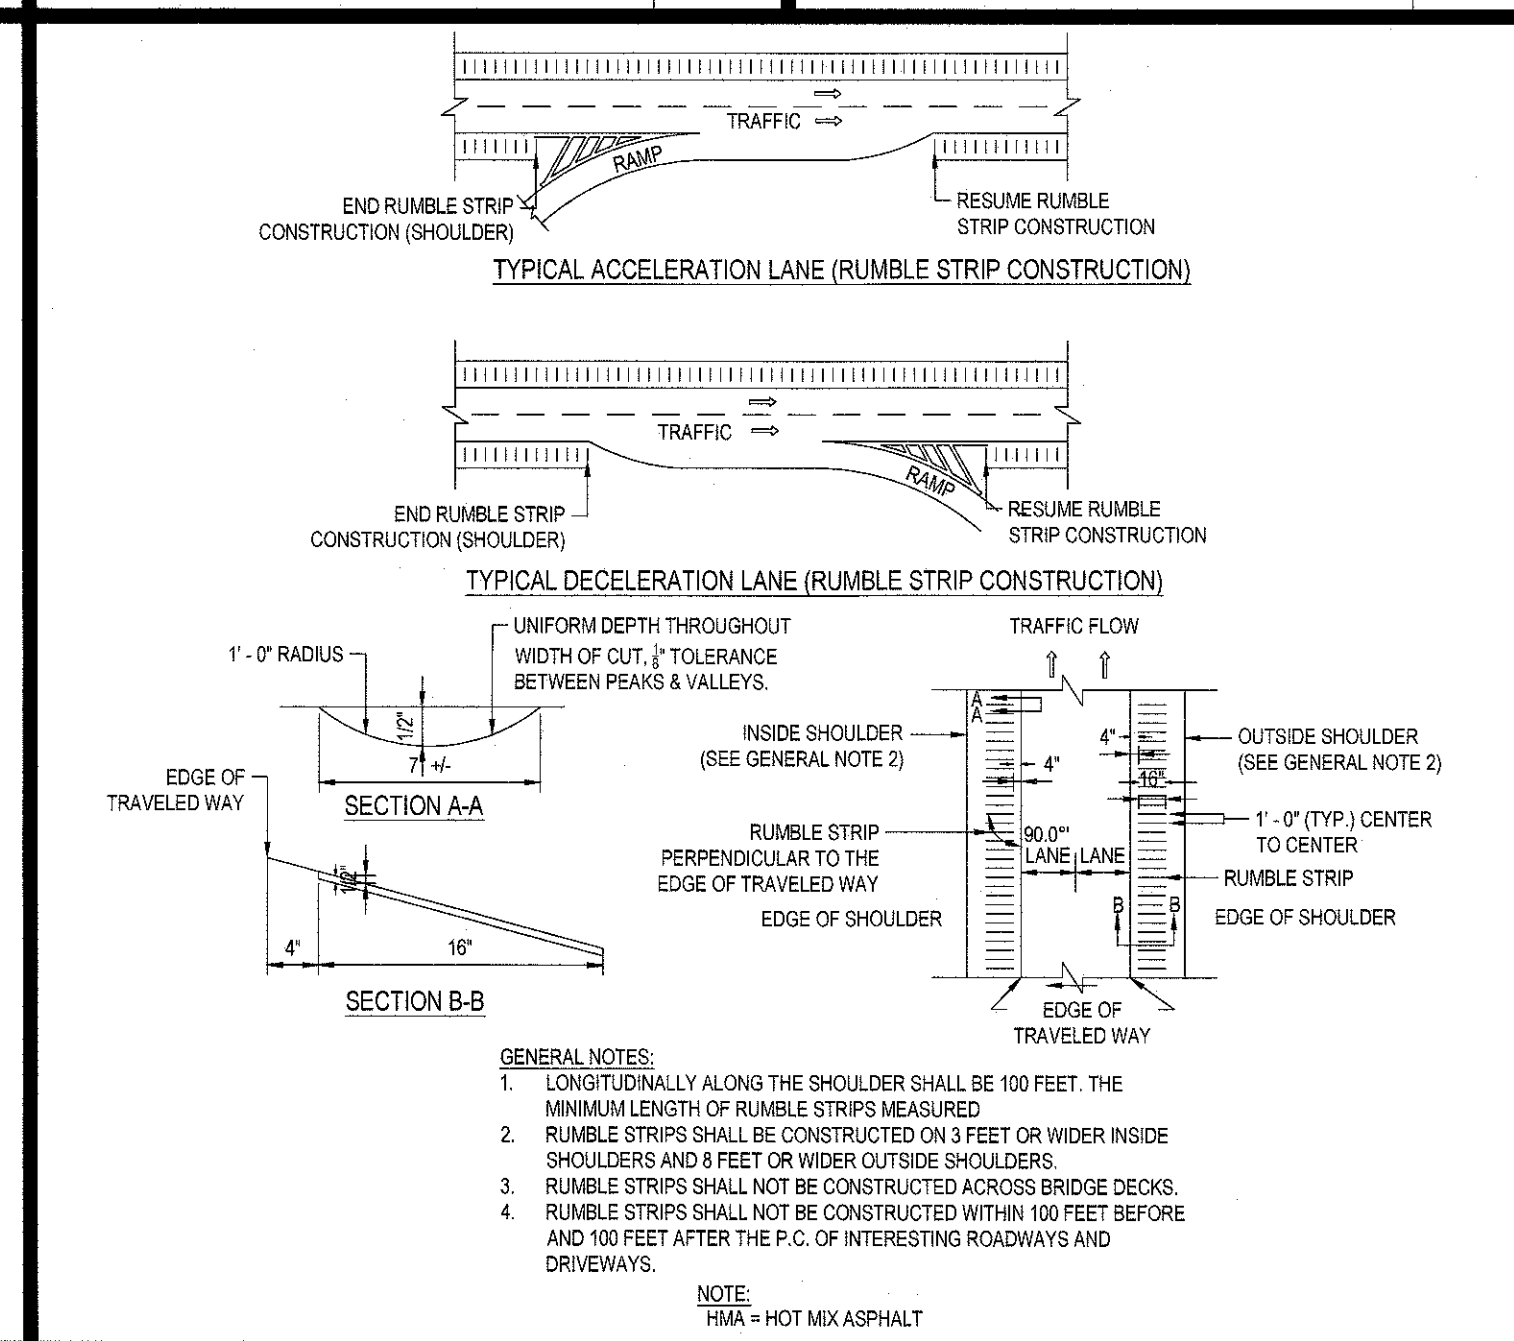 TRAFFIC
RAMP
END RUMBLE STRIP
CONSTRUCTION (SHOULDER)
RESUME RUMBLE
STRIP CONSTRUCTION
TYPICAL ACCELERATION LANE (RUMBLE STRIP CONSTRUCTION)
TRAFFIC
RAMP
END RUMBLE STRIP
CONSTRUCTION (SHOULDER)
RESUME RUMBLE
STRIP CONSTRUCTION
TYPICAL DECELERATION LANE (RUMBLE STRIP CONSTRUCTION)
1' - 0" RADIUS
UNIFORM DEPTH THROUGHOUT
WIDTH OF CUT, 1/8" TOLERANCE
BETWEEN PEAKS & VALLEYS.
1/2"
7" +/-
SECTION A-A
EDGE OF
TRAVELED WAY
1/2"
4"
16"
SECTION B-B
TRAFFIC FLOW
A
A
INSIDE SHOULDER
(SEE GENERAL NOTE 2)
4"
4"
16"
OUTSIDE SHOULDER
(SEE GENERAL NOTE 2)
RUMBLE STRIP
PERPENDICULAR TO THE
EDGE OF TRAVELED WAY
90.0°'
LANE
LANE
1' - 0" (TYP.) CENTER
TO CENTER
RUMBLE STRIP
EDGE OF SHOULDER
B
B
EDGE OF SHOULDER
EDGE OF
TRAVELED WAY
GENERAL NOTES:
1. LONGITUDINALLY ALONG THE SHOULDER SHALL BE 100 FEET. THE
MINIMUM LENGTH OF RUMBLE STRIPS MEASURED
2. RUMBLE STRIPS SHALL BE CONSTRUCTED ON 3 FEET OR WIDER INSIDE
SHOULDERS AND 8 FEET OR WIDER OUTSIDE SHOULDERS.
3. RUMBLE STRIPS SHALL NOT BE CONSTRUCTED ACROSS BRIDGE DECKS.
4. RUMBLE STRIPS SHALL NOT BE CONSTRUCTED WITHIN 100 FEET BEFORE
AND 100 FEET AFTER THE P.C. OF INTERESTING ROADWAYS AND
DRIVEWAYS.
NOTE:
HMA = HOT MIX ASPHALT